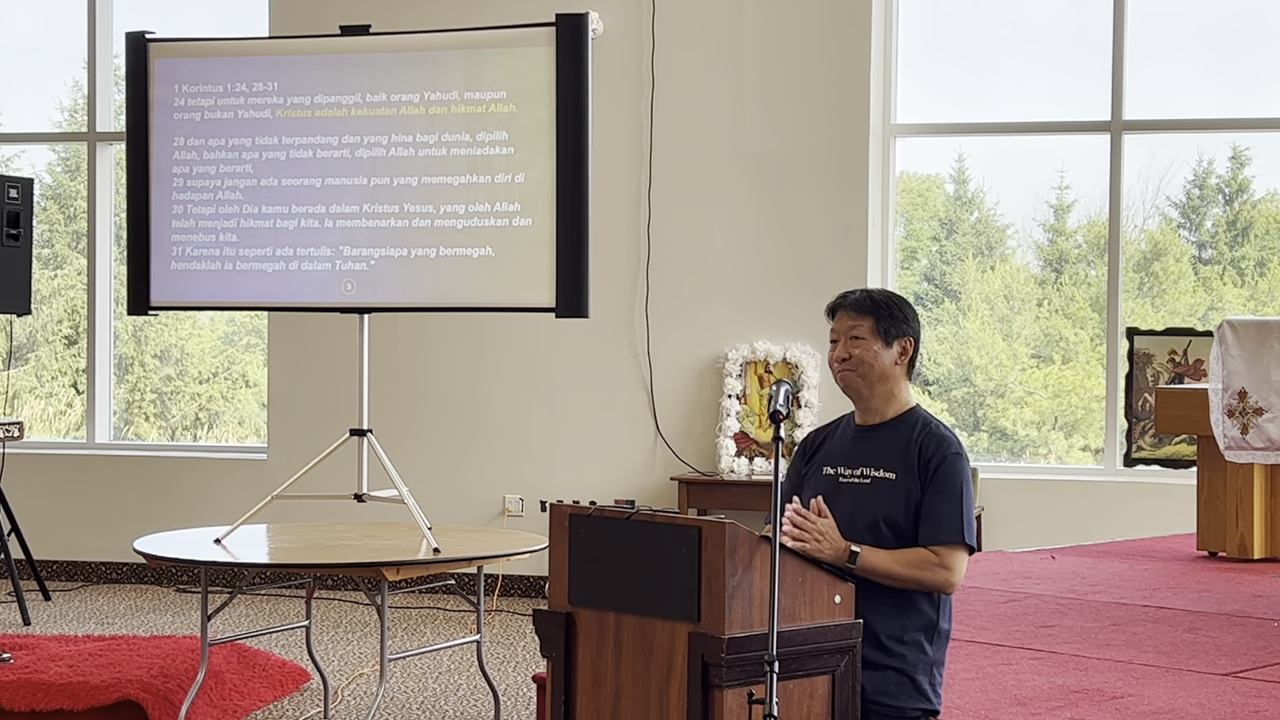 1 Korintus 1:24, 28-31
24 tetapi untuk mereka yang dipanggil, baik orang Yahudi, maupun
orang bukan Yahudi, Kristus adalah kekuatan Allah dan hikmat Allah.
28 dan apa yang tidak terpandang dan yang hina bagi dunia, dipilih
Allah, bahkan apa yang tidak berarti, dipilih Allah untuk meniadakan
apa yang berarti,
29 supaya jangan ada seorang manusia pun yang memegahkan diri di
hadapan Allah.
30 Tetapi oleh Dia kamu berada dalam Kristus Yesus, yang oleh Allah
telah menjadi hikmat bagi kita. Ia membenarkan dan menguduskan dan
menebus kita.
31 Karena itu seperti ada tertulis: "Barangsiapa yang bermegah,
hendaklah ia bermegah di dalam Tuhan."
3
JBL
The Way of Wisdom
Fear of the Lord